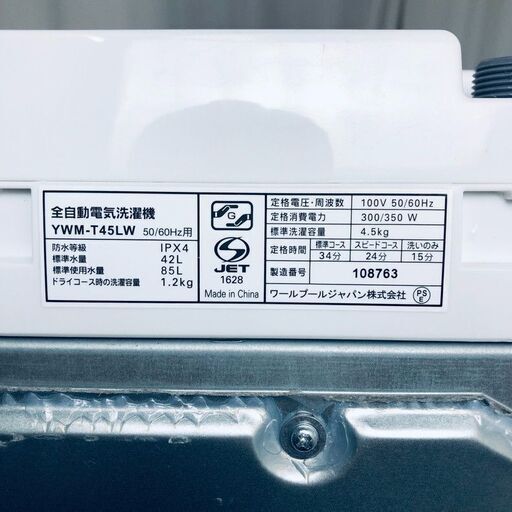 全自動電気洗濯機
YWM-T45LW 50/60Hz用
防水等級 IPX4
標準水量 42L
標準使用水量 85L
ドライコース時の洗濯容量 1.2kg
G
JET
1628
Made in China
定格電圧・周波数 100V 50/60Hz
定格消費電力 300/350 W
標準洗濯容量 4.5kg
定格時間 標準コース スピードコース 洗いのみ
34分 24分 15分
製造番号 108763
ワールプールジャパン株式会社 PSE